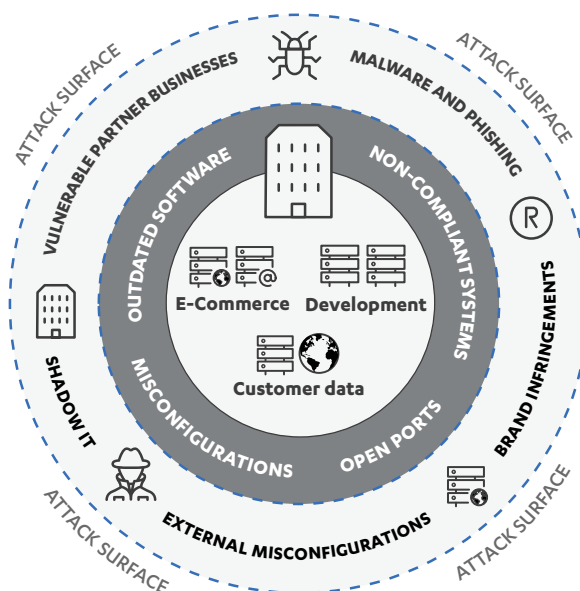 ATTACK SURFACE
ATTACK SURFACE
VULNERABLE PARTNER BUSINESSES
MALWARE AND PHISHING
OUTDATED SOFTWARE
NON-COMPLIANT SYSTEMS
R
E-Commerce
Development
Customer data
MISCONFIGURATIONS
OPEN PORTS
SHADOW IT
BRAND INFRINGEMENTS
EXTERNAL MISCONFIGURATIONS
ATTACK SURFACE
ATTACK SURFACE
@